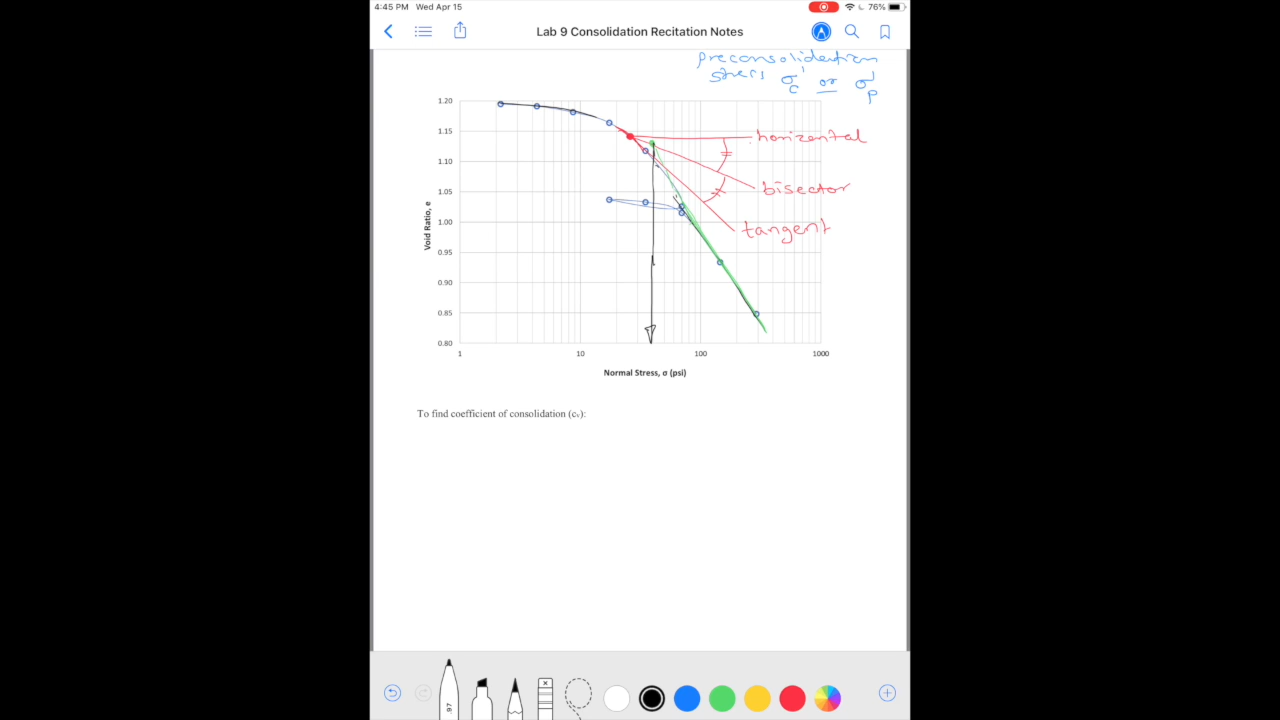 4:45 PM Wed Apr 15
76%
Lab 9 Consolidation Recitation Notes
preconsolidation
stress σ'c or σ'p
1.20
1.15
1.10
1.05
1.00
0.95
0.90
0.85
0.80
Void Ratio, e
horizental
bisector
tangent
1 10 100 1000
Normal Stress, σ (psi)
To find coefficient of consolidation (cv):
97